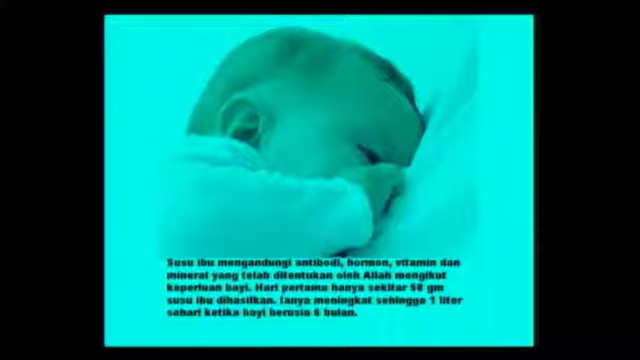 Susu ibu mengandungi antibodi, hormon, vitamin dan
mineral yang telah ditentukan oleh Allah mengikut
keperluan bayi. Hari pertama hanya sekitar 50 gm
susu ibu dihasilkan. Ianya meningkat sehingga 1 liter
sehari ketika bayi berusia 6 bulan.